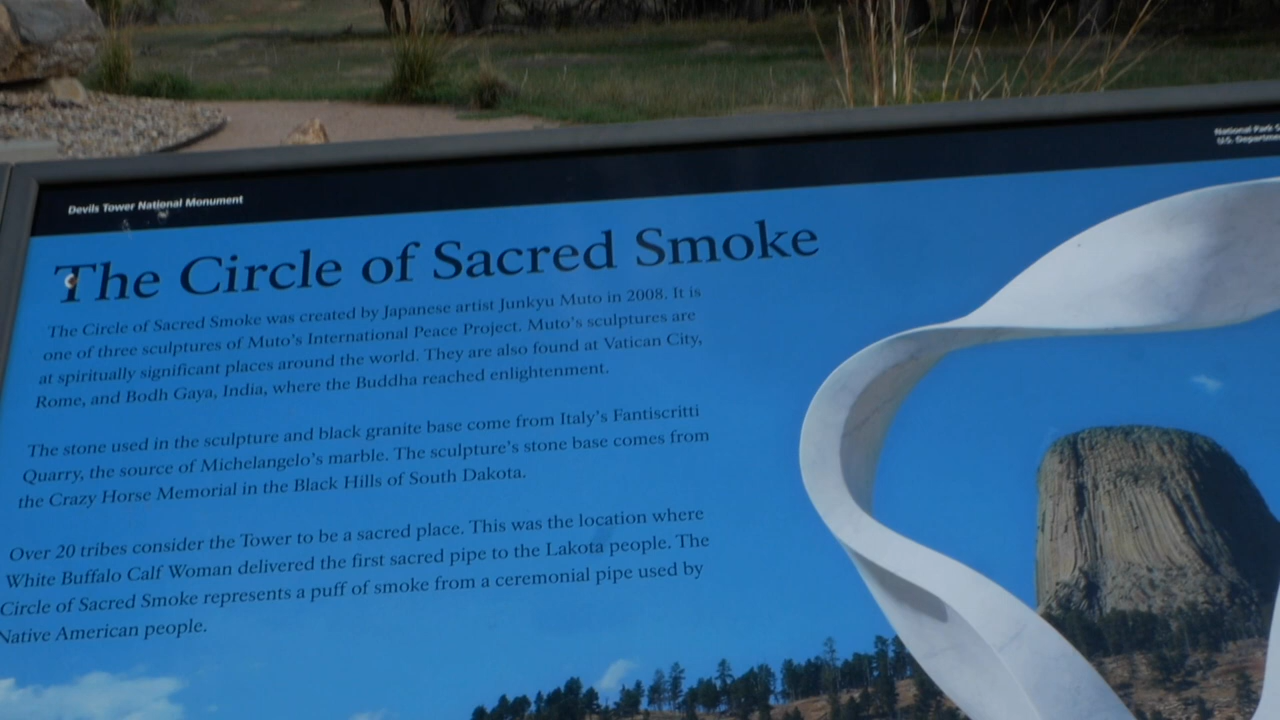 Devils Tower National Monument
National Park
U.S.
The Circle of Sacred Smoke
The Circle of Sacred Smoke was created by Japanese artist Junkyu Muto in 2008. It is
one of three sculptures of Muto's International Peace Project. Muto's sculptures are
at spiritually significant places around the world. They are also found at Vatican City,
Rome, and Bodh Gaya, India, where the Buddha reached enlightenment.
The stone used in the sculpture and black granite base come from Italy's Fantiscritti
Quarry, the source of Michelangelo's marble. The sculpture's stone base comes from
the Crazy Horse Memorial in the Black Hills of South Dakota.
Over 20 tribes consider the Tower to be a sacred place. This was the location where
White Buffalo Calf Woman delivered the first sacred pipe to the Lakota people. The
Circle of Sacred Smoke represents a puff of smoke from a ceremonial pipe used by
Native American people.